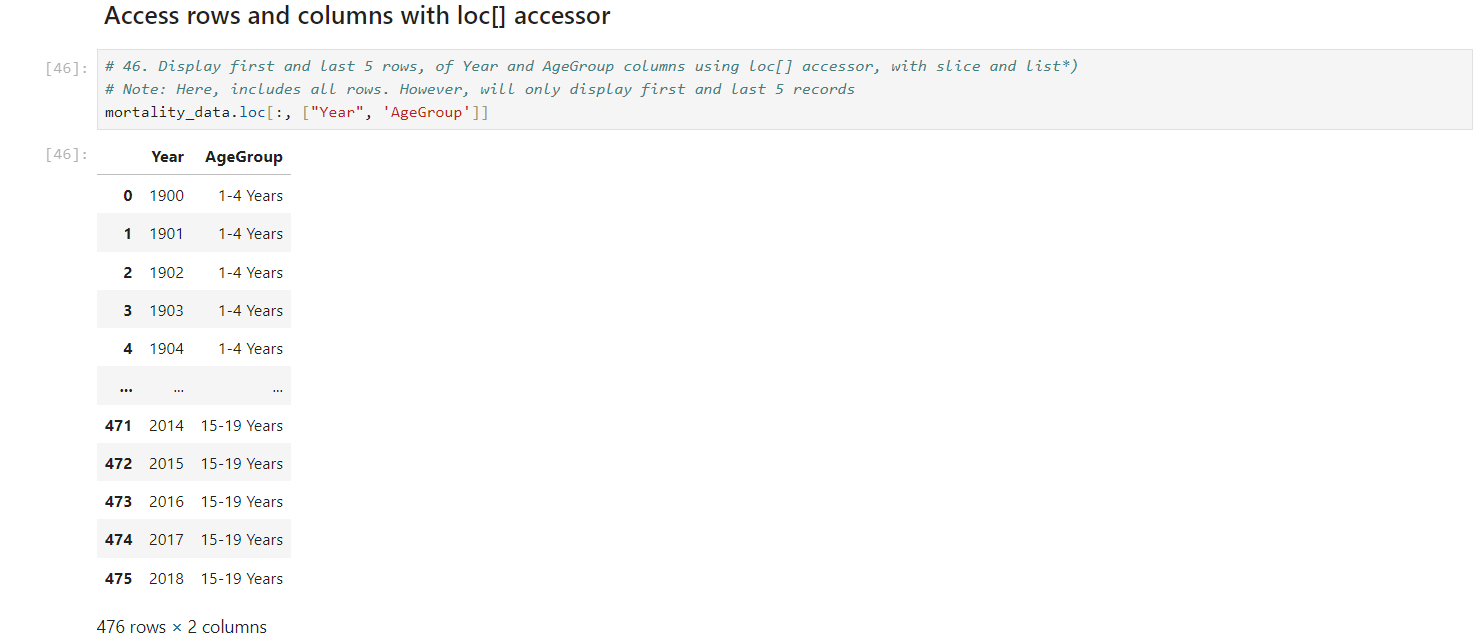 Access rows and columns with loc[] accessor
[46]: # 46. Display first and last 5 rows, of Year and AgeGroup columns using loc[] accessor, with slice and list*)
# Note: Here, includes all rows. However, will only display first and last 5 records
mortality_data.loc[:, ["Year", 'AgeGroup']]
[46]: Year AgeGroup
0 1900 1-4 Years
1 1901 1-4 Years
2 1902 1-4 Years
3 1903 1-4 Years
4 1904 1-4 Years
... ... ...
471 2014 15-19 Years
472 2015 15-19 Years
473 2016 15-19 Years
474 2017 15-19 Years
475 2018 15-19 Years
476 rows × 2 columns